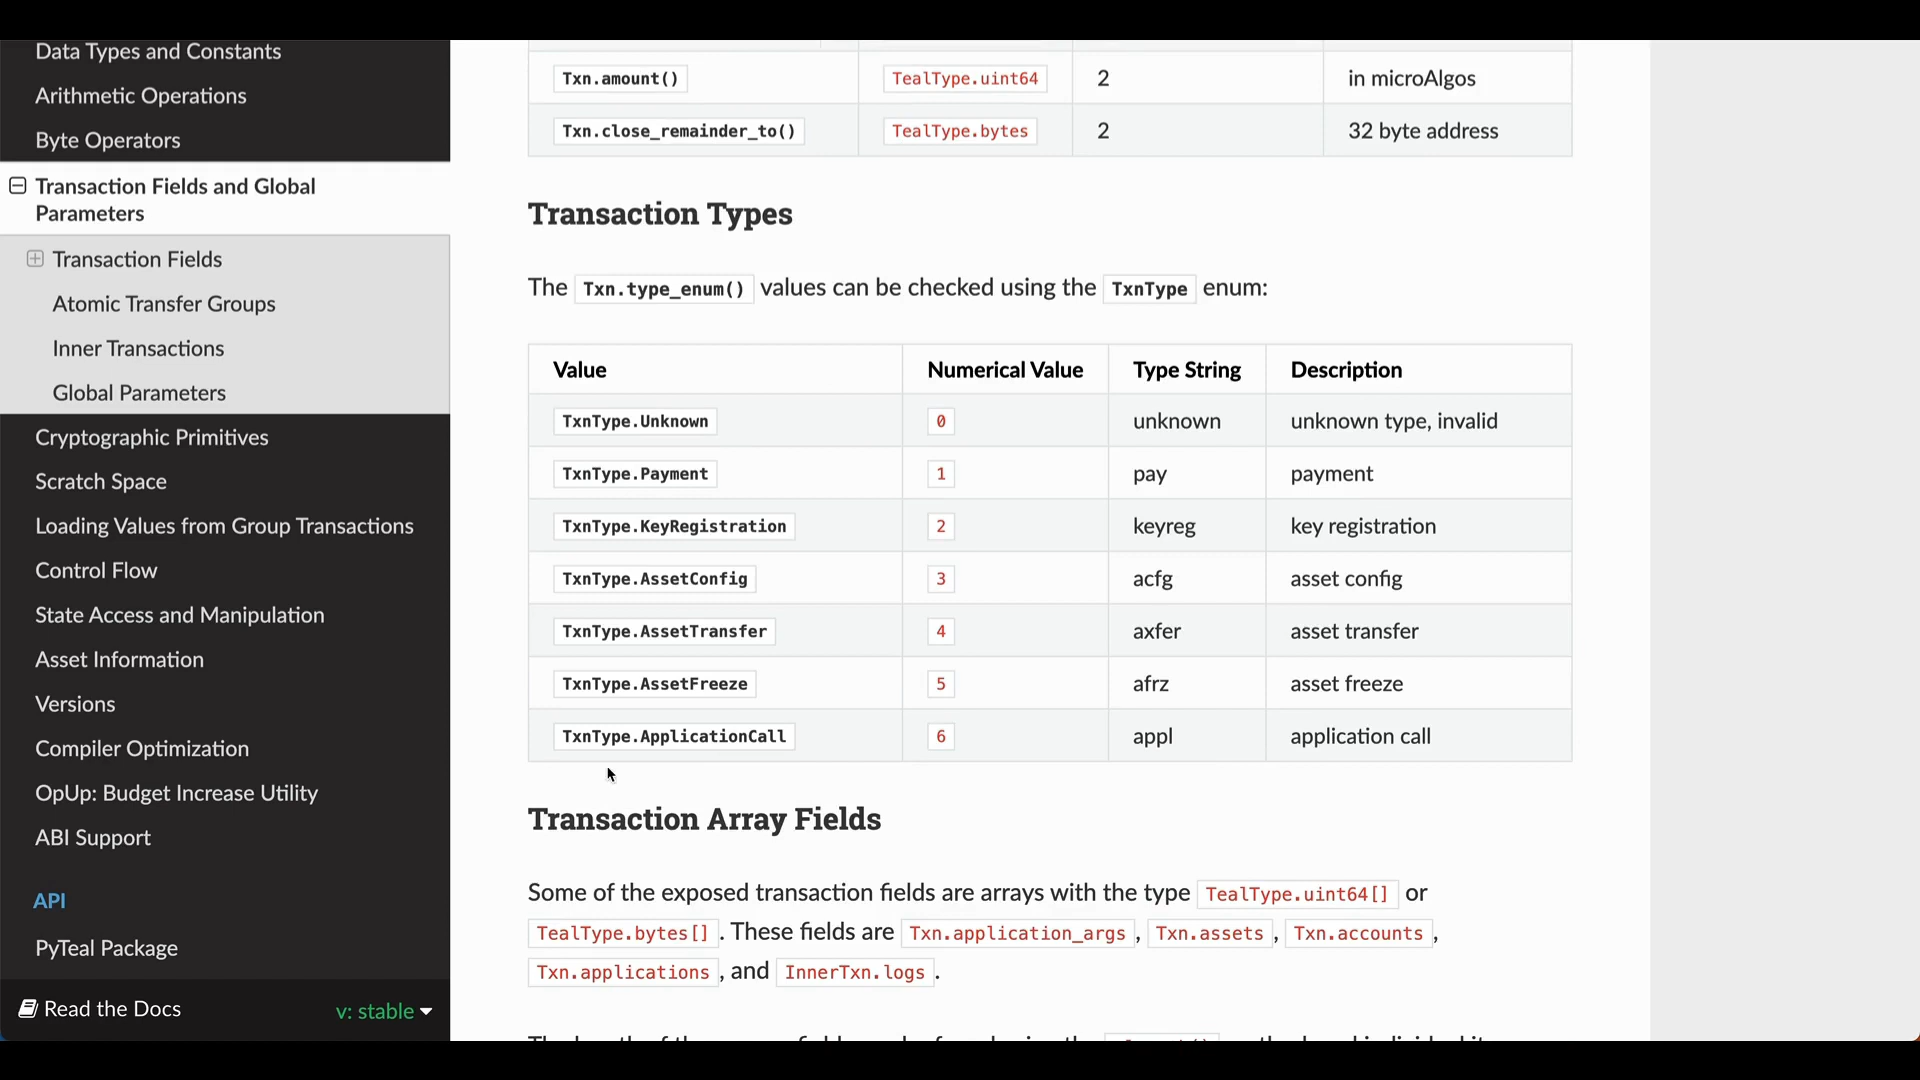 Data Types and Constants
Arithmetic Operations
Byte Operators
Transaction Fields and Global
Parameters
Transaction Fields
Atomic Transfer Groups
Inner Transactions
Global Parameters
Cryptographic Primitives
Scratch Space
Loading Values from Group Transactions
Control Flow
State Access and Manipulation
Asset Information
Versions
Compiler Optimization
OpUp: Budget Increase Utility
ABI Support
API
PyTeal Package
Read the Docs v: stable
Txn.amount() TealType.uint64 2 in microAlgos
Txn.close_remainder_to() TealType.bytes 2 32 byte address
Transaction Types
The Txn.type_enum() values can be checked using the TxnType enum:
Value Numerical Value Type String Description
TxnType.Unknown 0 unknown unknown type, invalid
TxnType.Payment 1 pay payment
TxnType.KeyRegistration 2 keyreg key registration
TxnType.AssetConfig 3 acfg asset config
TxnType.AssetTransfer 4 axfer asset transfer
TxnType.AssetFreeze 5 afrz asset freeze
TxnType.ApplicationCall 6 appl application call
Transaction Array Fields
Some of the exposed transaction fields are arrays with the type TealType.uint64[] or
TealType.bytes[]. These fields are Txn.application_args, Txn.assets, Txn.accounts,
Txn.applications, and InnerTxn.logs.